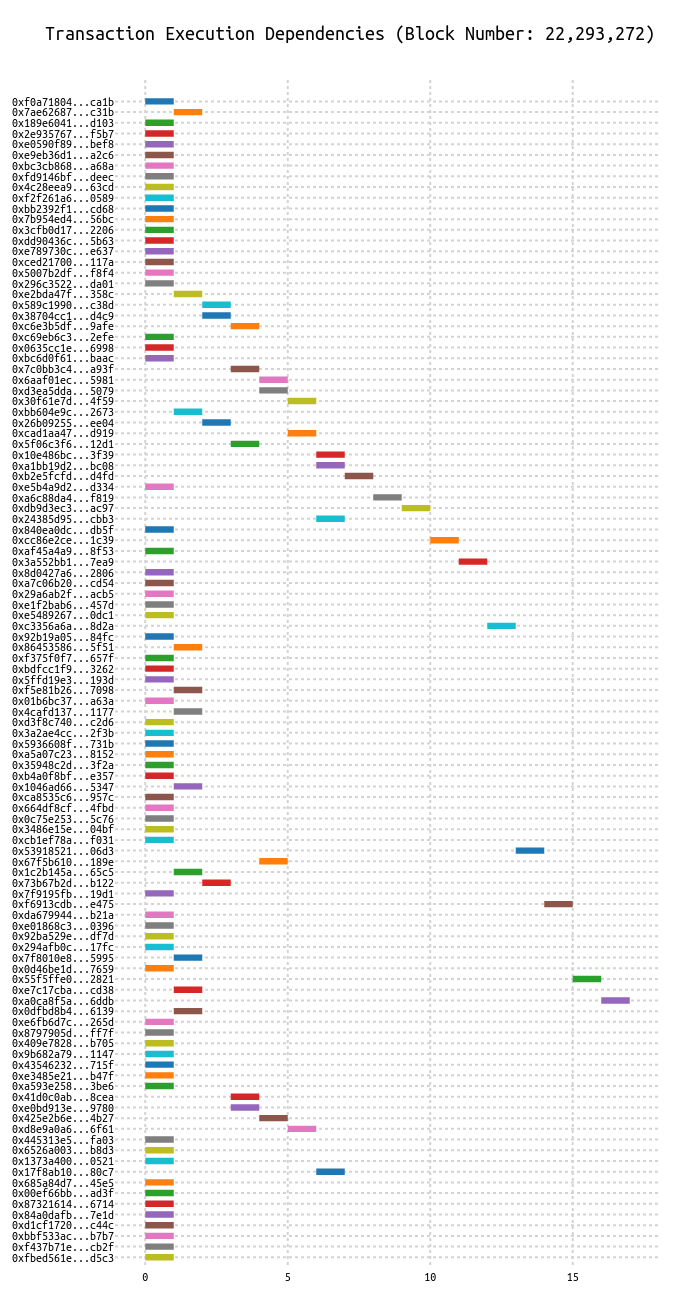 Transaction Execution Dependencies (Block Number: 22,293,272)
0xf0a71804...ca1b
0x7ae62687...c31b
0x189e6041...d103
0x2e935767...f5b7
0xe0590f89...bef8
0xe9eb36d1...a2c6
0xbc3cb868...a68a
0xfd9146bf...deec
0x4c28eea9...63cd
0xf2f261a6...0589
0xbb2392f1...cd68
0x7b954ed4...56bc
0x3cfb0d17...2206
0xdd90436c...5b63
0xe789730c...e637
0xced21700...117a
0x5007b2df...f8f4
0x296c3522...da01
0xe2bda47f...358c
0x589c1990...c38d
0x38704cc1...d4c9
0xc6e3b5df...9afe
0xc69eb6c3...2efe
0x0635cc1e...6998
0xbc6d0f61...baac
0x7c0bb3c4...a93f
0x6aaf01ec...5981
0xd3ea5dda...5079
0x30f61e7d...4f59
0xbb604e9c...2673
0x26b09255...ee04
0xcad1aa47...d919
0x5f06c3f6...12d1
0x10e486bc...3f39
0xa1bb19d2...bc08
0xb2e5fcfd...d4fd
0xe5b4a9d2...d334
0xa6c88da4...f819
0xdb9d3ec3...ac97
0x24385d95...cbb3
0x840ea0dc...db5f
0xcc86e2ce...1c39
0xaf45a4a9...8f53
0x3a552bb1...7ea9
0x8d0427a6...2806
0xa7c06b20...cd54
0x29a6ab2f...acb5
0xe1f2bab6...457d
0xe5489267...0dc1
0xc3356a6a...8d2a
0x92b19a05...84fc
0x86453586...5f51
0xf375f0f7...657f
0xbdfcc1f9...3262
0x5ffd19e3...193d
0xf5e81b26...7098
0x01b6bc37...a63a
0x4cafd137...1177
0xd3f8c740...c2d6
0x3a2ae4cc...2f3b
0x5936608f...731b
0xa5a07c23...8152
0x35948c2d...3f2a
0xb4a0f8bf...e357
0x1046ad66...5347
0xca8535c6...957c
0x664df8cf...4fbd
0x0c75e253...5c76
0x3486e15e...04bf
0xcb1ef78a...f031
0x53918521...06d3
0x67f5b610...189e
0x1c2b145a...65c5
0x73b67b2d...b122
0x7f9195fb...19d1
0xf6913cdb...e475
0xda679944...b21a
0xe01868c3...0396
0x92ba529e...df7d
0x294afb0c...17fc
0x7f8010e8...5995
0x0d46be1d...7659
0x55f5ffe0...2821
0xe7c17cba...cd38
0xa0ca8f5a...6ddb
0x0dfbd8b4...6139
0xe6fb6d7c...265d
0x8797905d...ff7f
0x409e7828...b705
0x9b682a79...1147
0x43546232...715f
0xe3485e21...b47f
0xa593e258...3be6
0x41d0c0ab...8cea
0xe0bd913e...9780
0x425e2b6e...4b27
0xd8e9a0a6...6f61
0x445313e5...fa03
0x6526a003...b8d3
0x1373a400...0521
0x17f8ab10...80c7
0x685a84d7...45e5
0x00ef66bb...ad3f
0x87321614...6714
0x84a0dafb...7e1d
0xd1cf1720...c44c
0xbbf533ac...b7b7
0xf437b71e...cb2f
0xfbed561e...d5c3
0 5 10 15